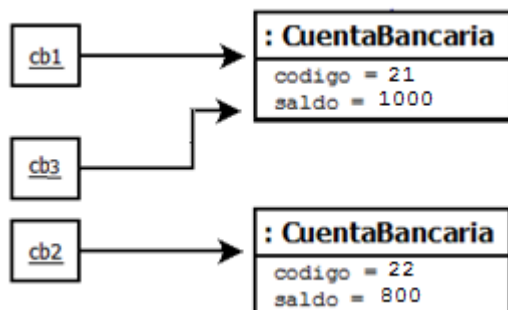 cb1
: CuentaBancaria
codigo = 21
saldo = 1000
cb3
cb2
: CuentaBancaria
codigo = 22
saldo = 800